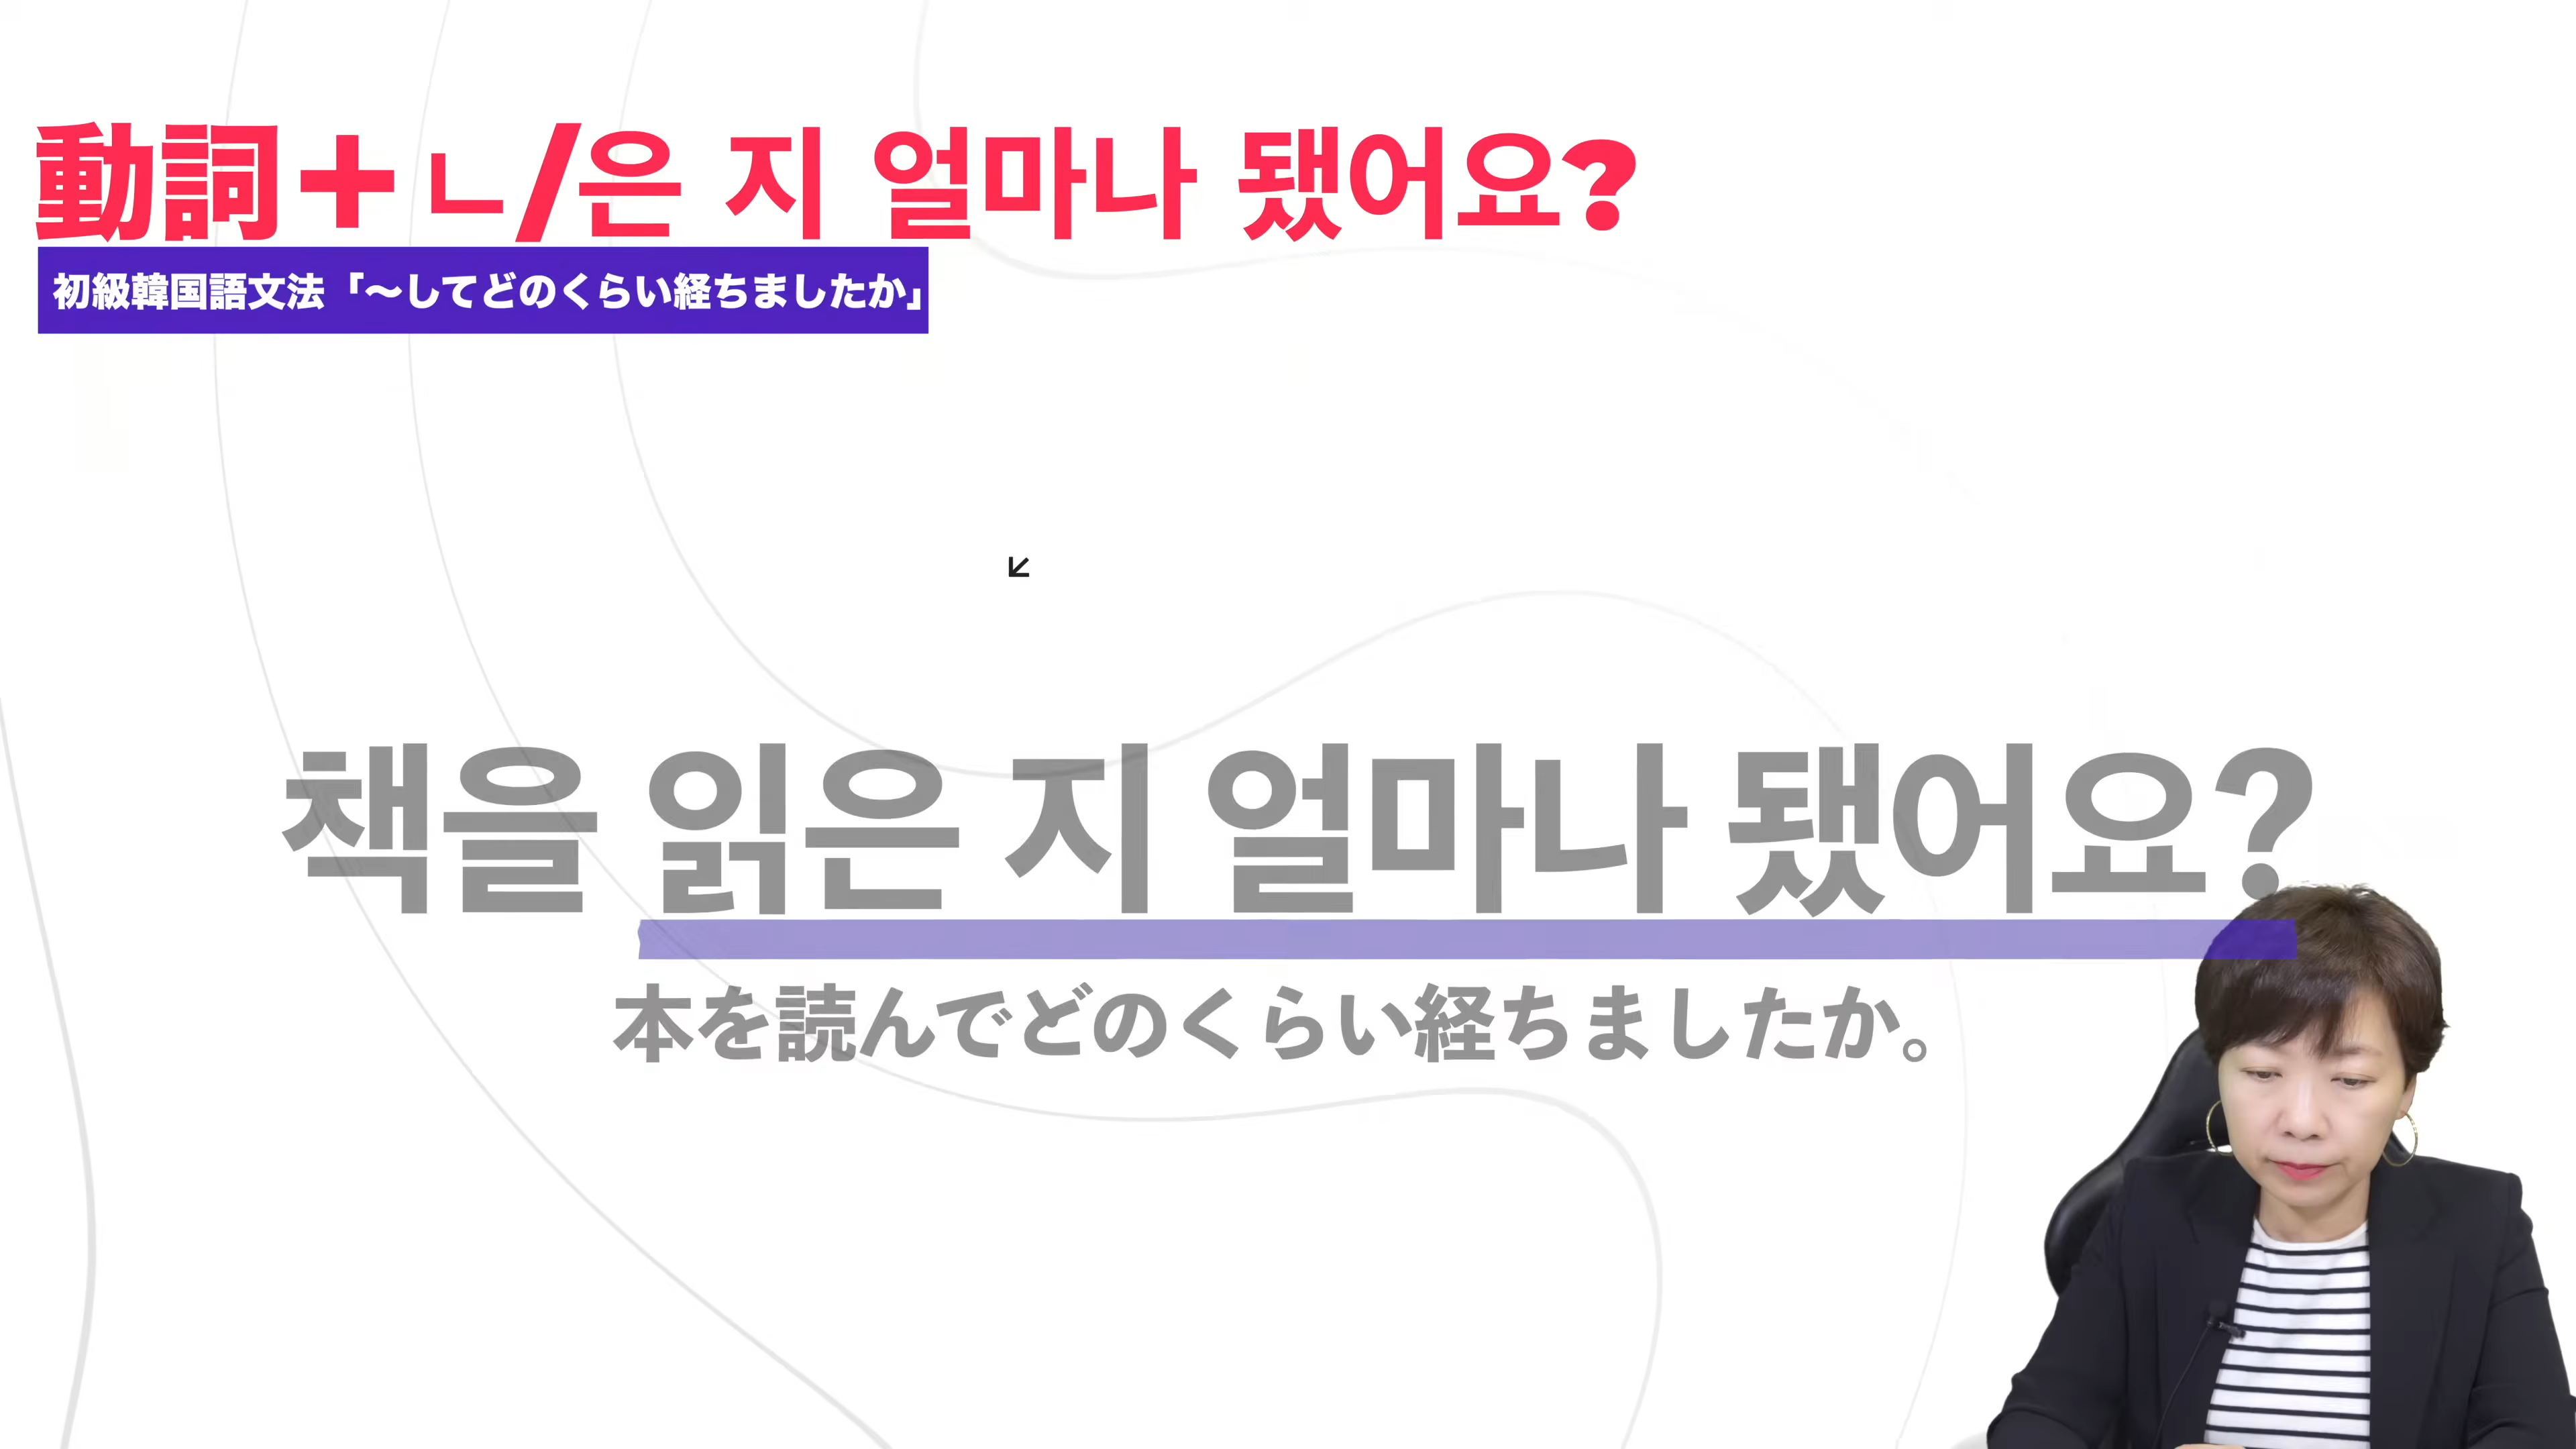 動詞+ㄴ/은 지 얼마나 됐어요?
初級韓国語文法「〜してどのくらい経ちましたか」
책을 읽은 지 얼마나 됐어요?
本を読んでどのくらい経ちましたか。